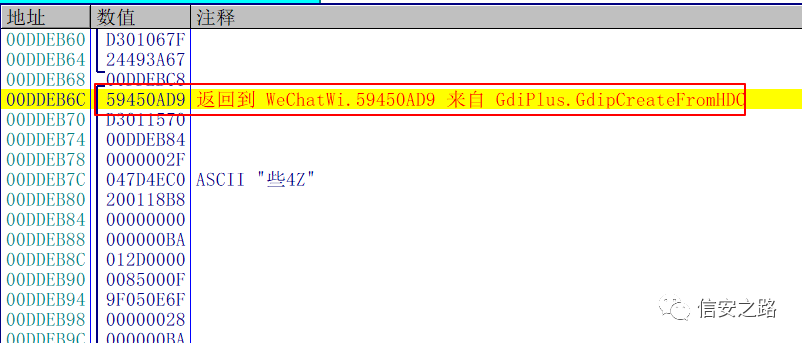 地址 数值 注释
00DDEB60 D301067F
00DDEB64 24493A67
00DDEB68 00DDEBC8
00DDEB6C 59450AD9 返回到 WeChatWi.59450AD9 来自 GdiPlus.GdipCreateFromHDC
00DDEB70 D3011570
00DDEB74 00DDEB84
00DDEB78 0000002F
00DDEB7C 047D4EC0 ASCII "些4Z"
00DDEB80 200118B8
00DDEB84 00000000
00DDEB88 000000BA
00DDEB8C 012D0000
00DDEB90 0085000F
00DDEB94 9F050E6F
00DDEB98 00000028
00DDEB9C 000000BA
信安之路